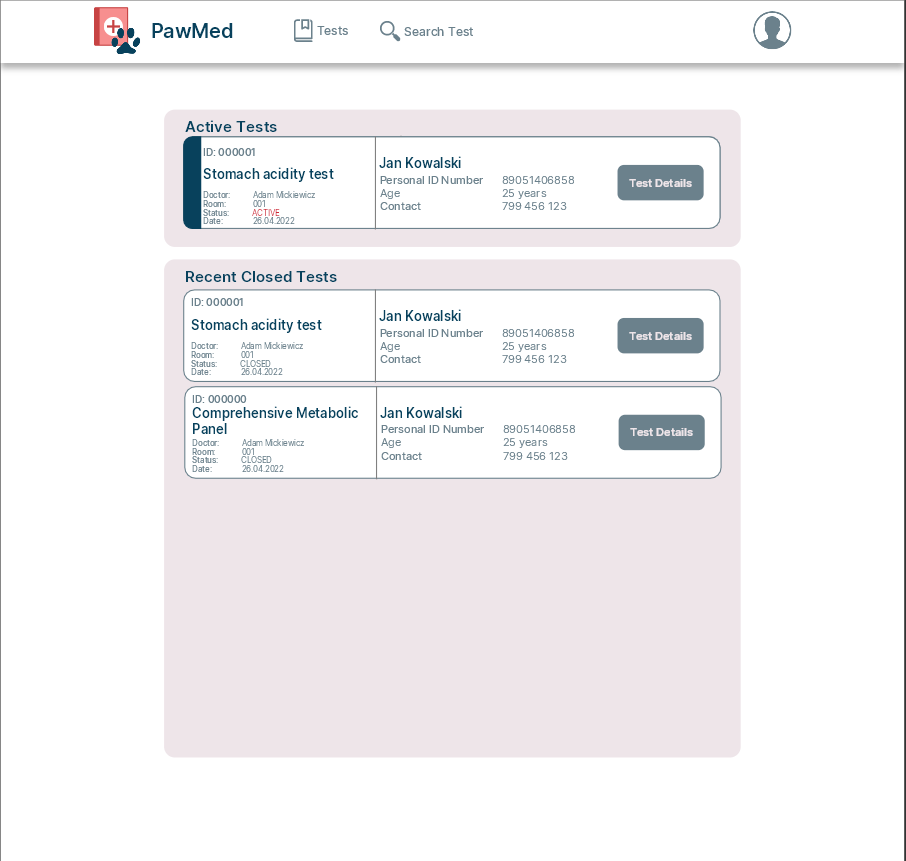 PawMed
Tests
Search Test
Active Tests
ID: 000001
Stomach acidity test
Doctor: Adam Mickiewicz
Room: 001
Status: ACTIVE
Date: 26.04.2022
Jan Kowalski
Personal ID Number 89051406858
Age 25 years
Contact 799 456 123
Test Details
Recent Closed Tests
ID: 000001
Stomach acidity test
Doctor: Adam Mickiewicz
Room: 001
Status: CLOSED
Date: 26.04.2022
Jan Kowalski
Personal ID Number 89051406858
Age 25 years
Contact 799 456 123
Test Details
ID: 000000
Comprehensive Metabolic
Panel
Doctor: Adam Mickiewicz
Room: 001
Status: CLOSED
Date: 26.04.2022
Jan Kowalski
Personal ID Number 89051406858
Age 25 years
Contact 799 456 123
Test Details